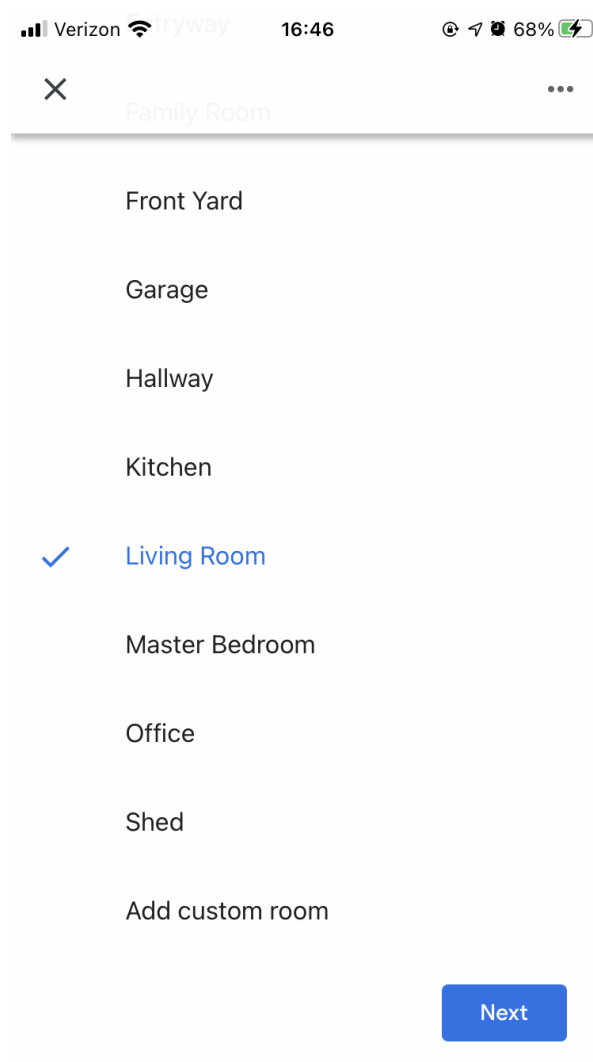 Verizon 16:46 68%
Entryway
Family Room
Front Yard
Garage
Hallway
Kitchen
Living Room
Master Bedroom
Office
Shed
Add custom room
Next